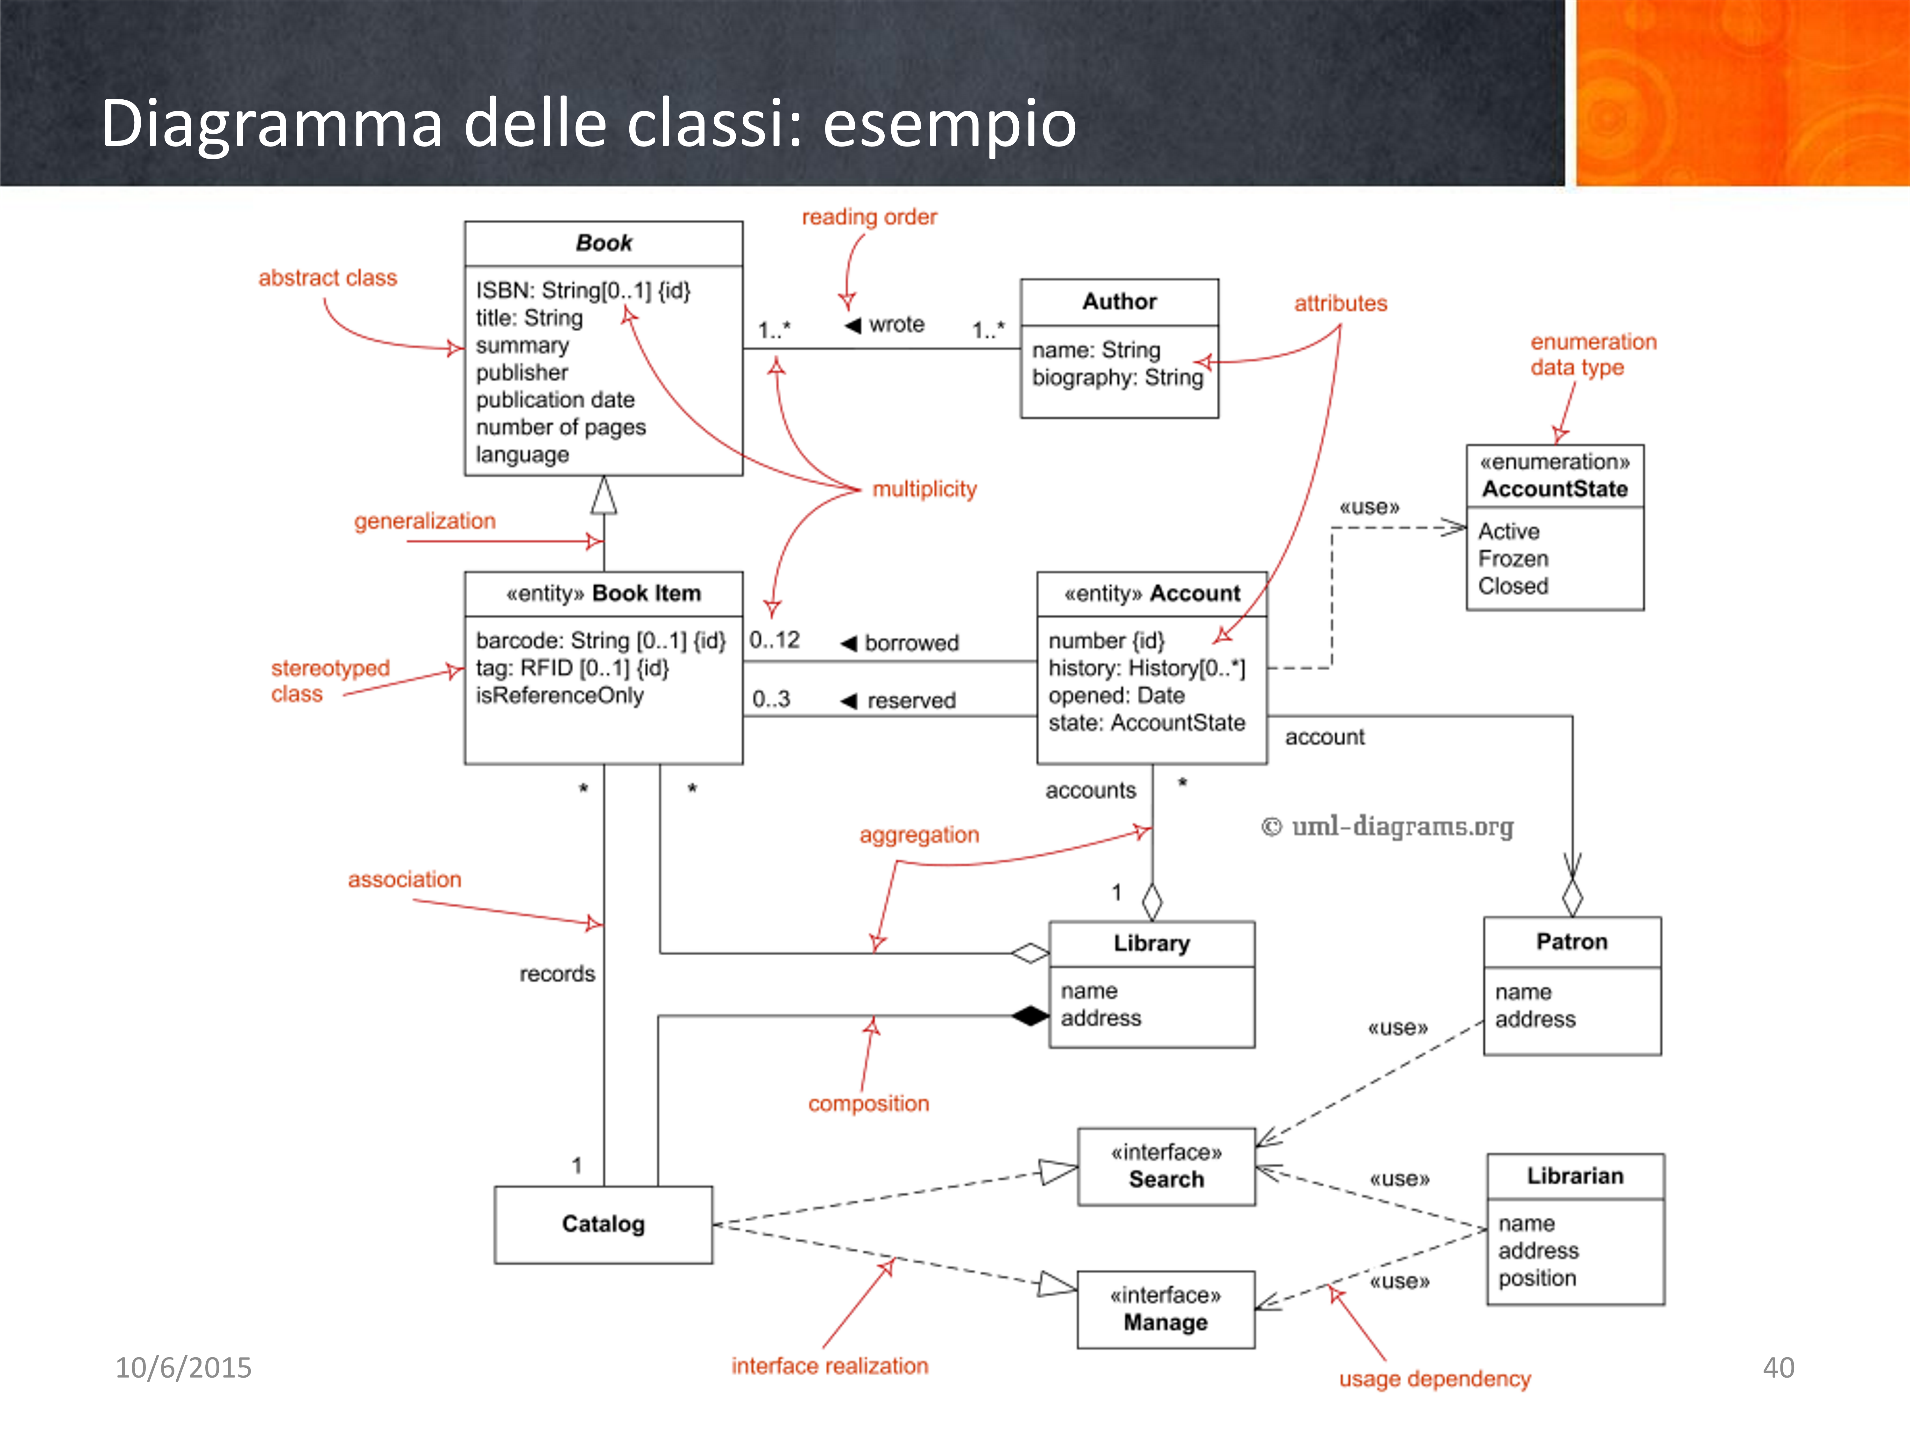 Diagramma delle classi: esempio
reading order
Book
abstract class
ISBN: String[0..1] {id}
title: String
summary
publisher
publication date
number of pages
language
1..*
◄ wrote
1..*
Author
name: String
biography: String
attributes
enumeration
data type
«enumeration»
AccountState
Active
Frozen
Closed
multiplicity
«use»
generalization
«entity» Book Item
barcode: String [0..1] {id}
tag: RFID [0..1] {id}
isReferenceOnly
stereotyped
class
0..12
◄ borrowed
0..3
◄ reserved
«entity» Account
number {id}
history: History[0..*]
opened: Date
state: AccountState
account
*
*
accounts
*
© uml-diagrams.org
aggregation
association
1
records
Library
name
address
Patron
name
address
«use»
composition
1
Catalog
«interface»
Search
«use»
Librarian
name
address
position
«use»
«interface»
Manage
interface realization
usage dependency
10/6/2015
40